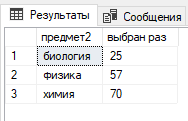 Результаты Сообщения
предмет2 выбран раз
1 биология 25
2 физика 57
3 химия 70